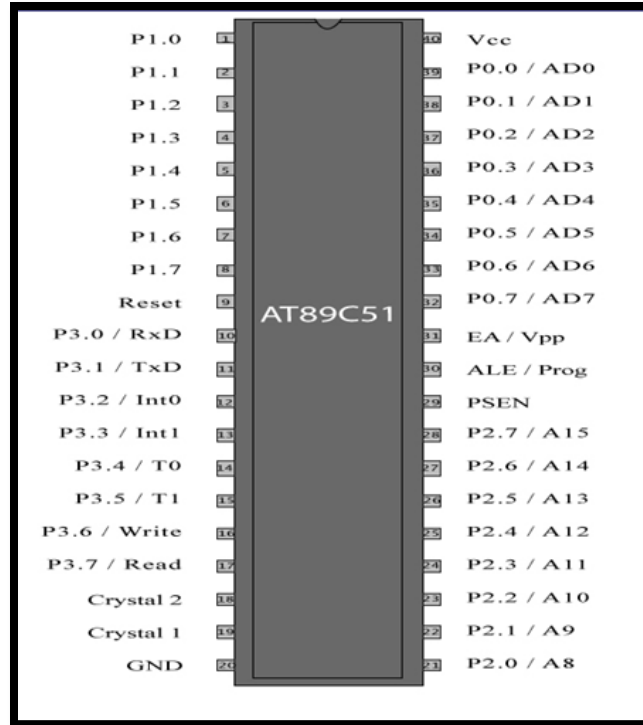 P1.0 1 40 Vcc
P1.1 2 39 P0.0 / AD0
P1.2 3 38 P0.1 / AD1
P1.3 4 37 P0.2 / AD2
P1.4 5 36 P0.3 / AD3
P1.5 6 35 P0.4 / AD4
P1.6 7 34 P0.5 / AD5
P1.7 8 33 P0.6 / AD6
Reset 9 32 P0.7 / AD7
AT89C51
P3.0 / RxD 10 31 EA / Vpp
P3.1 / TxD 11 30 ALE / Prog
P3.2 / Int0 12 29 PSEN
P3.3 / Int1 13 28 P2.7 / A15
P3.4 / T0 14 27 P2.6 / A14
P3.5 / T1 15 26 P2.5 / A13
P3.6 / Write 16 25 P2.4 / A12
P3.7 / Read 17 24 P2.3 / A11
Crystal 2 18 23 P2.2 / A10
Crystal 1 19 22 P2.1 / A9
GND 20 21 P2.0 / A8